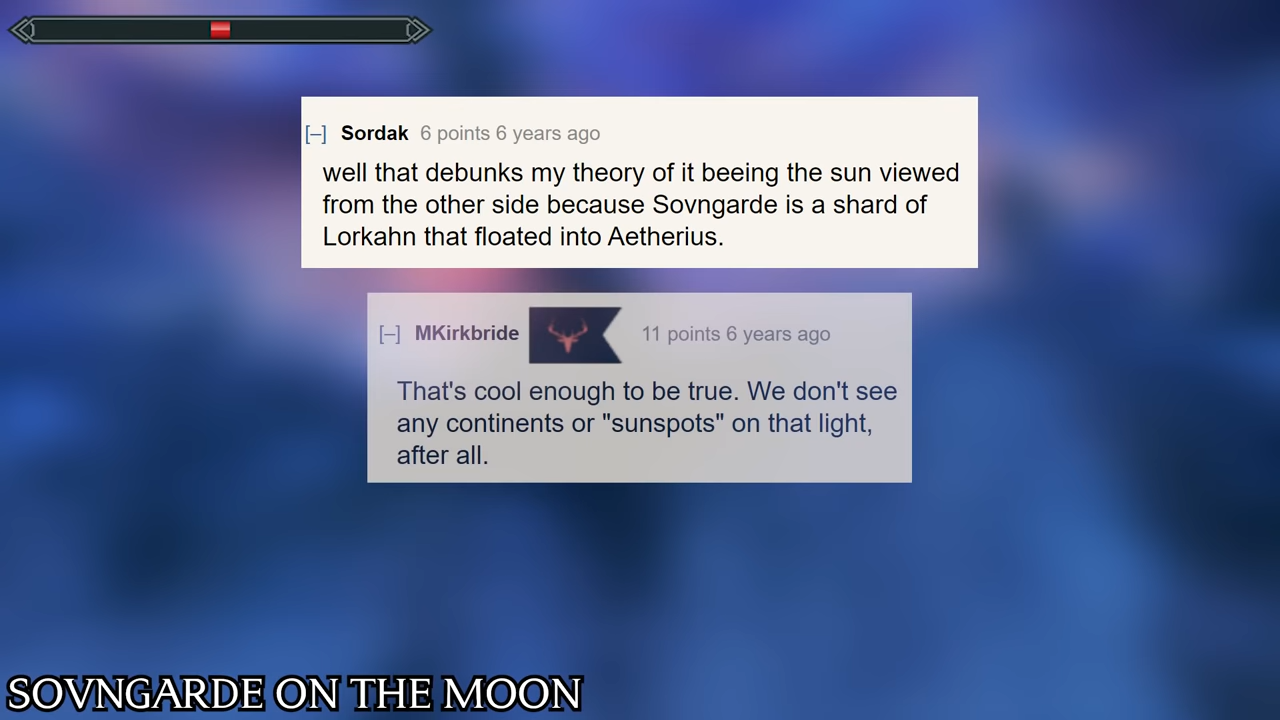 [–] Sordak 6 points 6 years ago
well that debunks my theory of it beeing the sun viewed
from the other side because Sovngarde is a shard of
Lorkahn that floated into Aetherius.
[–] MKirkbride 11 points 6 years ago
That's cool enough to be true. We don't see
any continents or "sunspots" on that light,
after all.
SOVNGARDE ON THE MOON